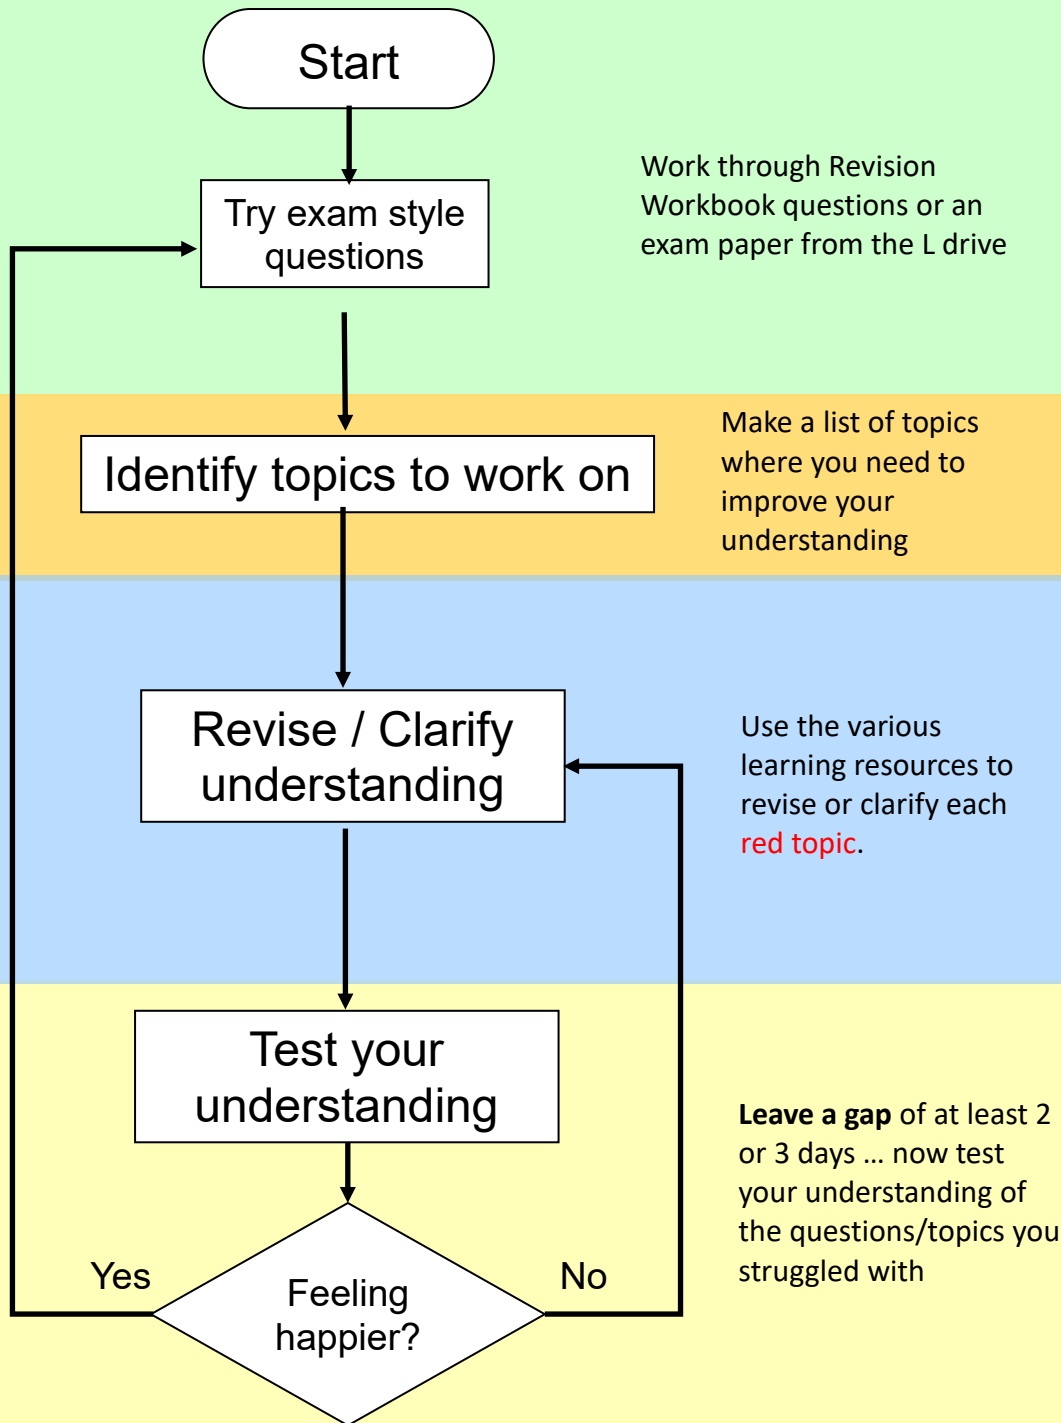 Start
Try exam style
questions
Work through Revision
Workbook questions or an
exam paper from the L drive
Identify topics to work on
Make a list of topics
where you need to
improve your
understanding
Revise / Clarify
understanding
Use the various
learning resources to
revise or clarify each
red topic.
Test your
understanding
Leave a gap of at least 2
or 3 days ... now test
your understanding of
the questions/topics you
struggled with
Yes
No
Feeling
happier?